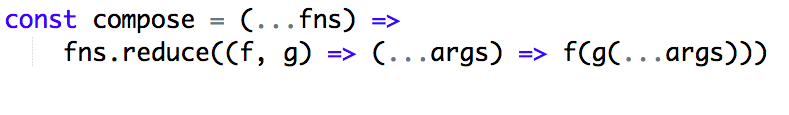 const compose = (...fns) =>
    fns.reduce((f, g) => (...args) => f(g(...args)))